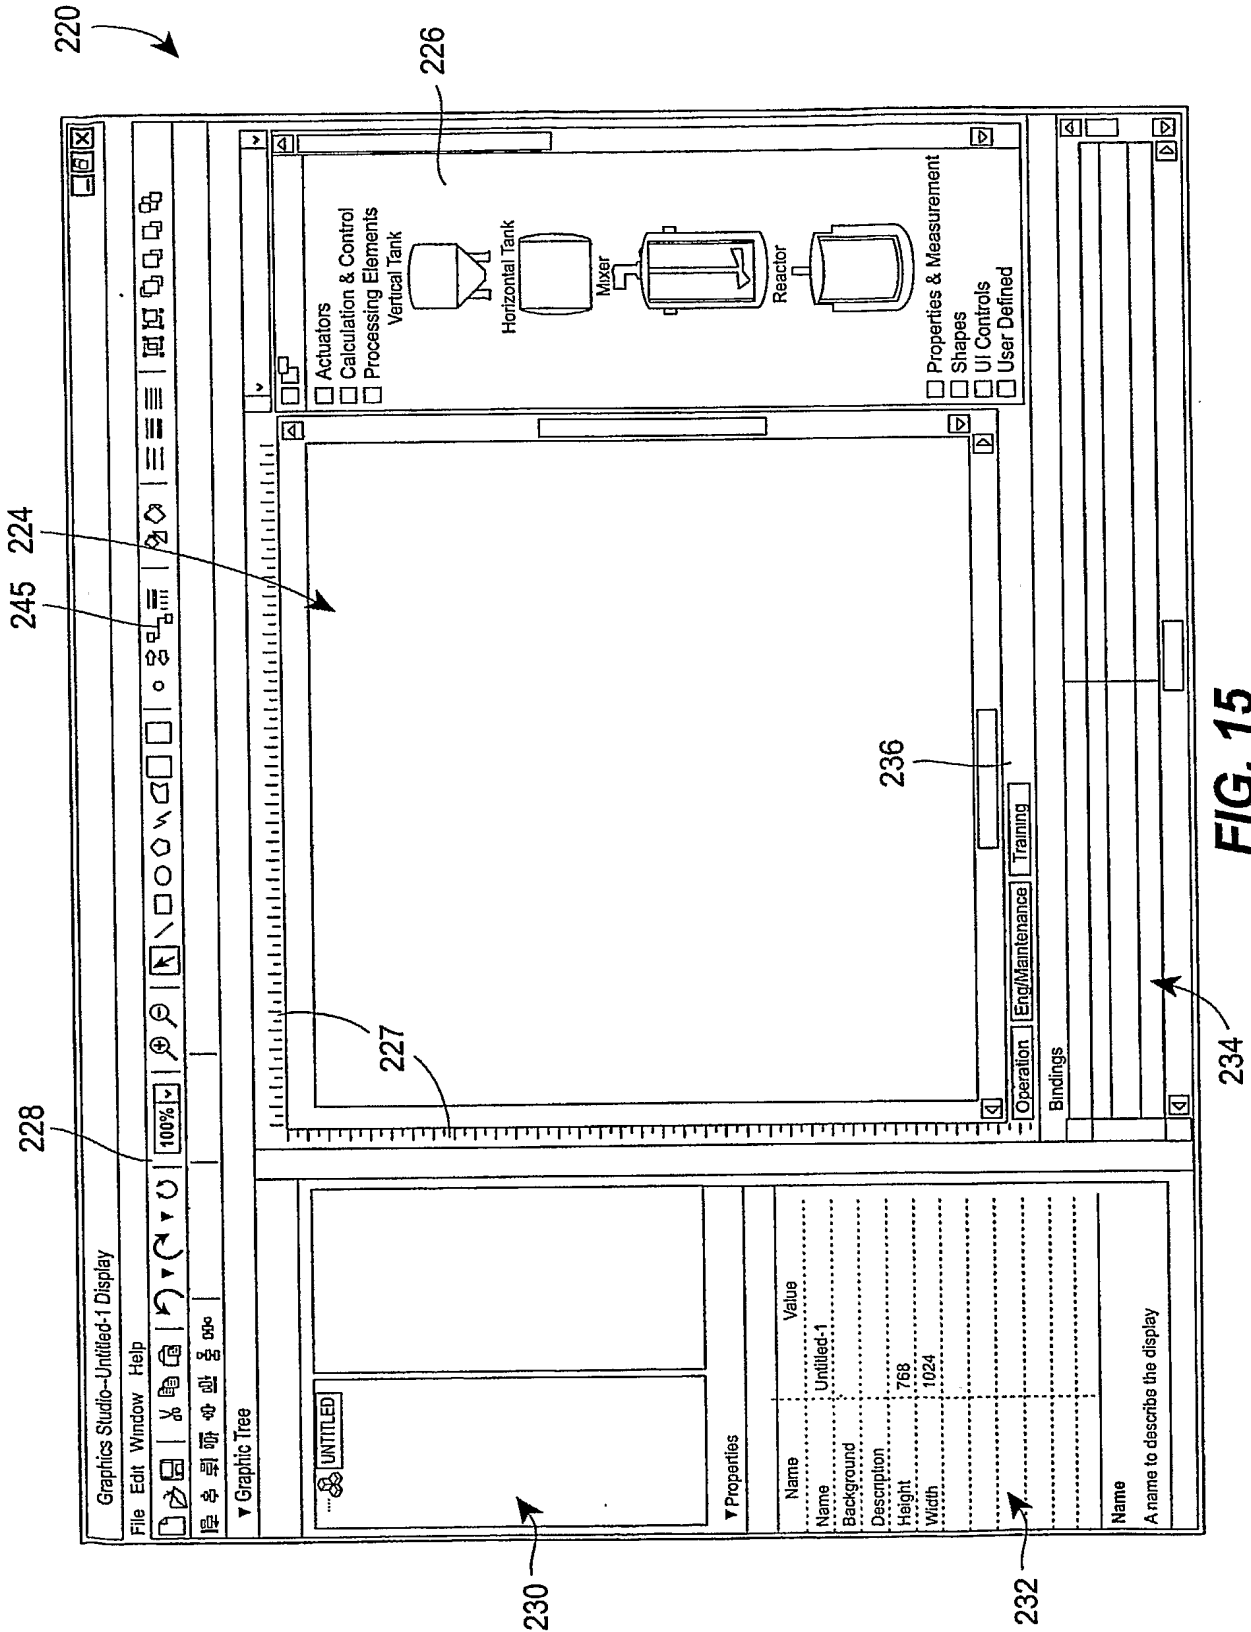 220
Graphics Studio--Untitled-1 Display
File Edit Window Help
228
100%
245
224
226
▾ Graphic Tree
UNTITLED
230
▾ Properties
Name Value
Name Untitled-1
Background
Description
Height 768
Width 1024
232
Name
A name to describe the display
227
Actuators
Calculation & Control
Processing Elements
Vertical Tank
Horizontal Tank
Mixer
Reactor
Properties & Measurement
Shapes
UI Controls
User Defined
236
Operation Eng/Maintenance Training
Bindings
234
FIG. 15